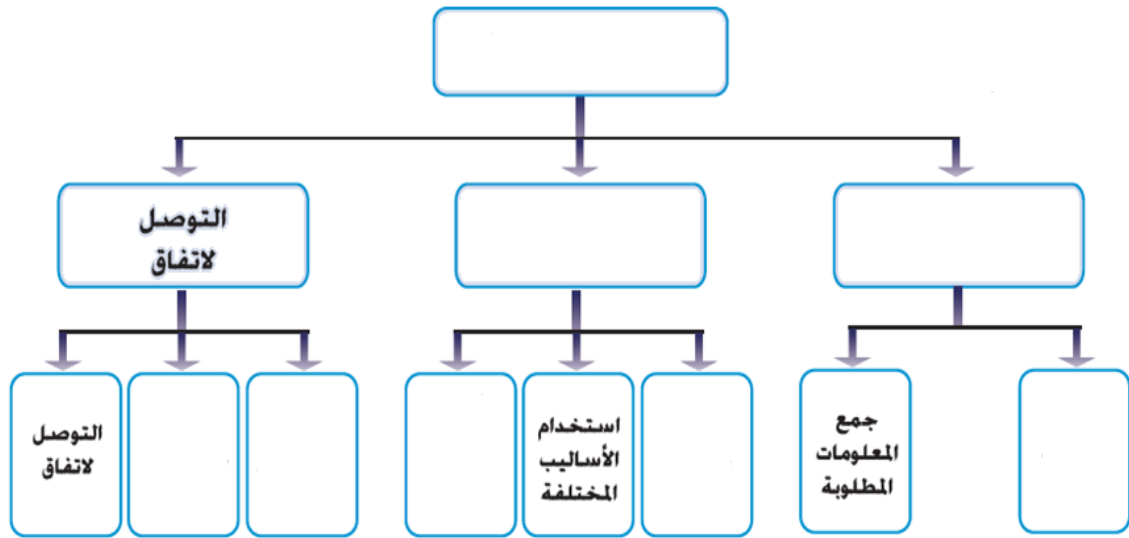 التوصل
لاتفاق
جمع
المعلومات
المطلوبة
استخدام
الأساليب
المختلفة
التوصل
لاتفاق